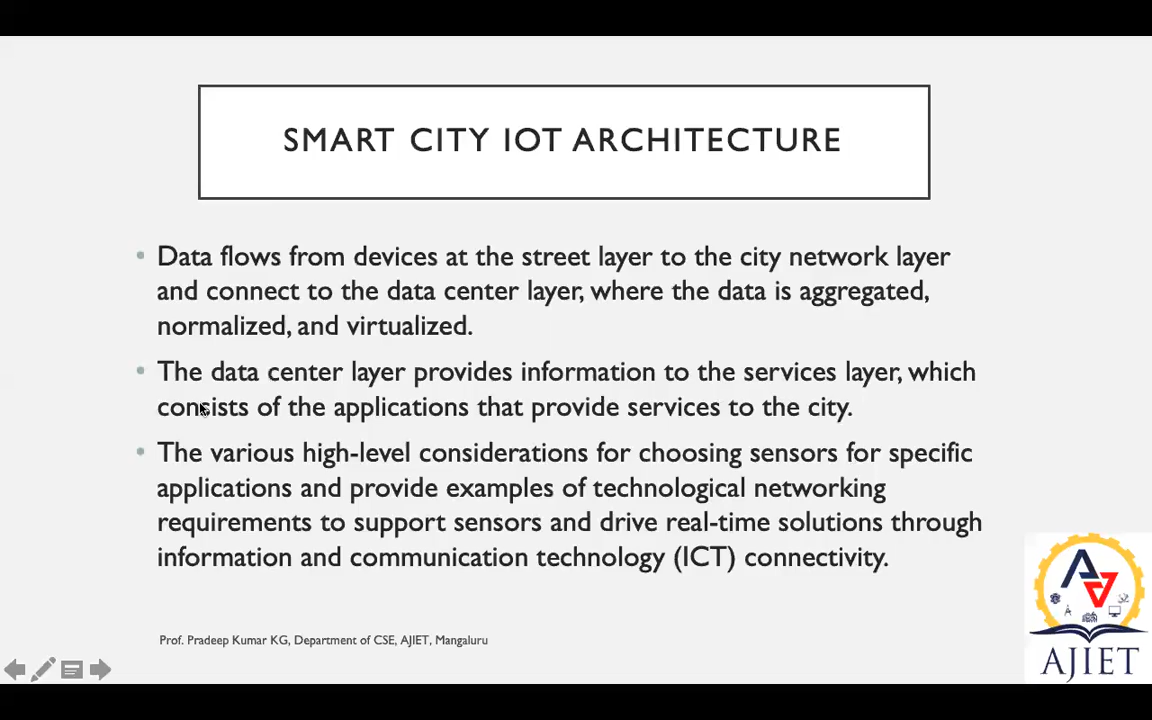 SMART CITY IOT ARCHITECTURE
Data flows from devices at the street layer to the city network layer
and connect to the data center layer, where the data is aggregated,
normalized, and virtualized.
The data center layer provides information to the services layer, which
consists of the applications that provide services to the city.
The various high-level considerations for choosing sensors for specific
applications and provide examples of technological networking
requirements to support sensors and drive real-time solutions through
information and communication technology (ICT) connectivity.
Prof. Pradeep Kumar KG, Department of CSE, AJIET, Mangaluru
AJIET